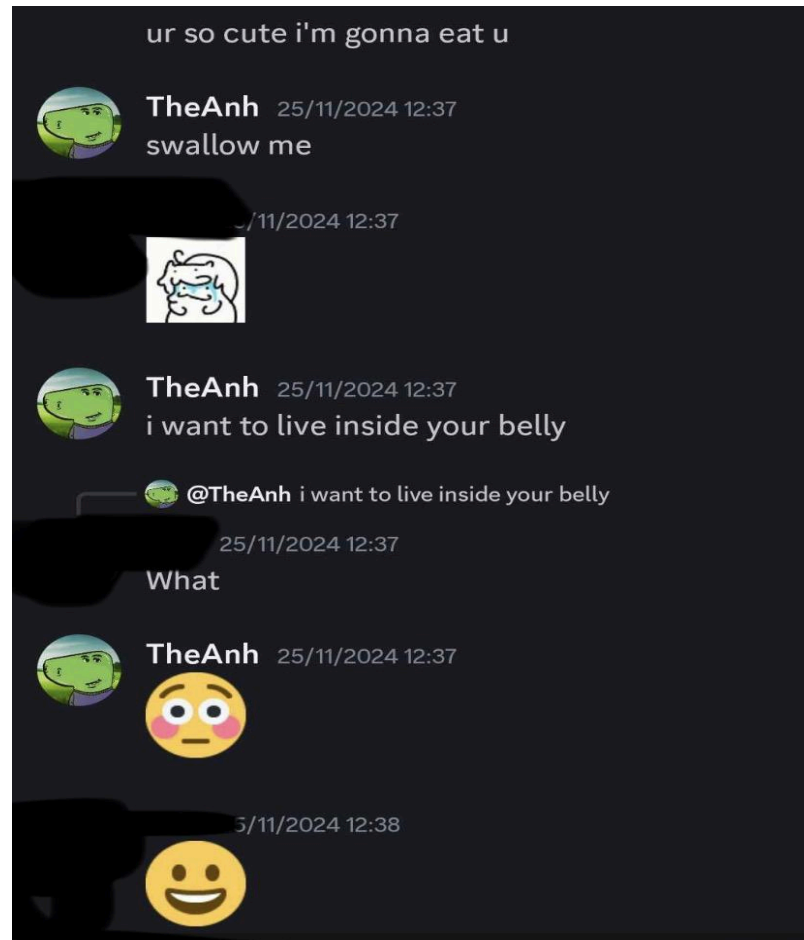 ur so cute i'm gonna eat u
TheAnh 25/11/2024 12:37
swallow me
/11/2024 12:37
TheAnh 25/11/2024 12:37
i want to live inside your belly
@TheAnh i want to live inside your belly
25/11/2024 12:37
What
TheAnh 25/11/2024 12:37
5/11/2024 12:38